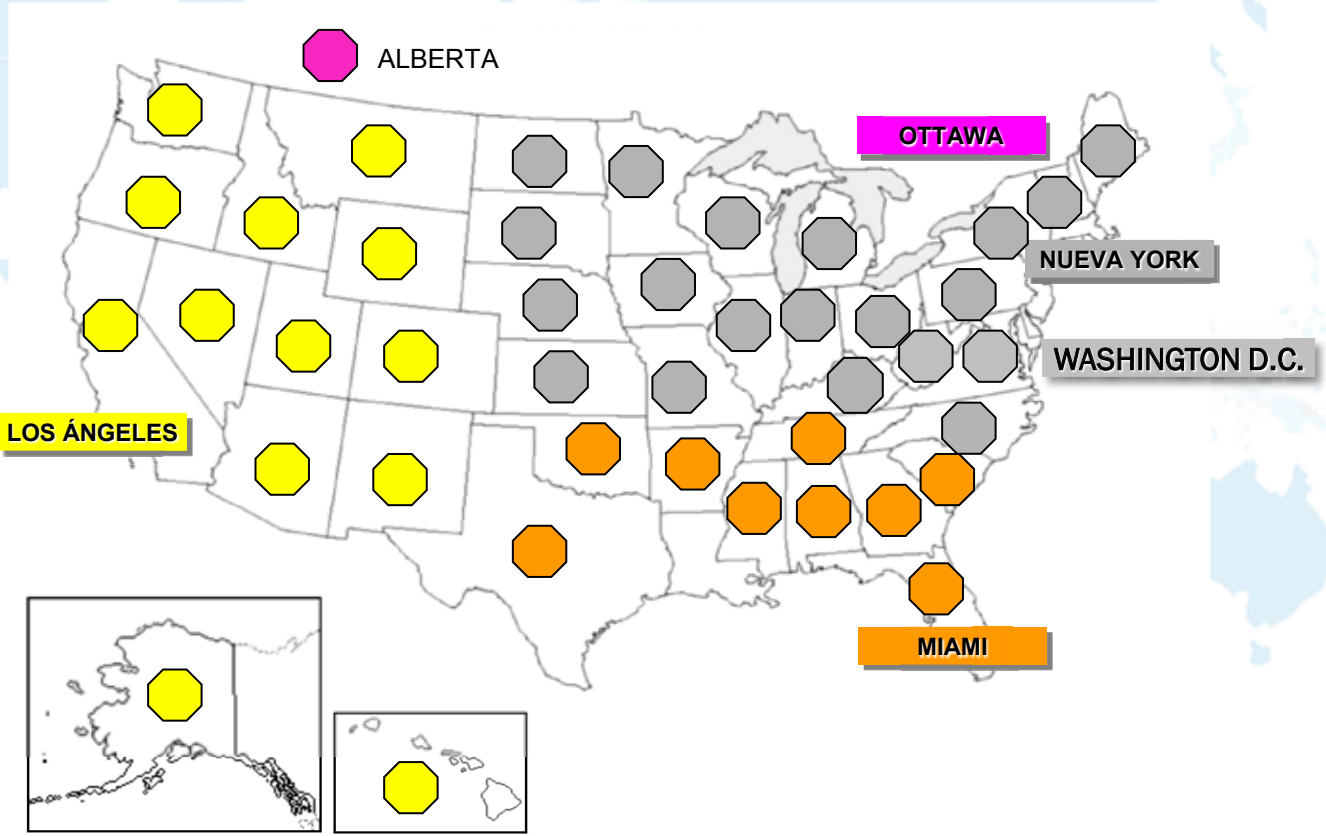 ALBERTA
OTTAWA
NUEVA YORK
WASHINGTON D.C.
LOS ÁNGELES
MIAMI